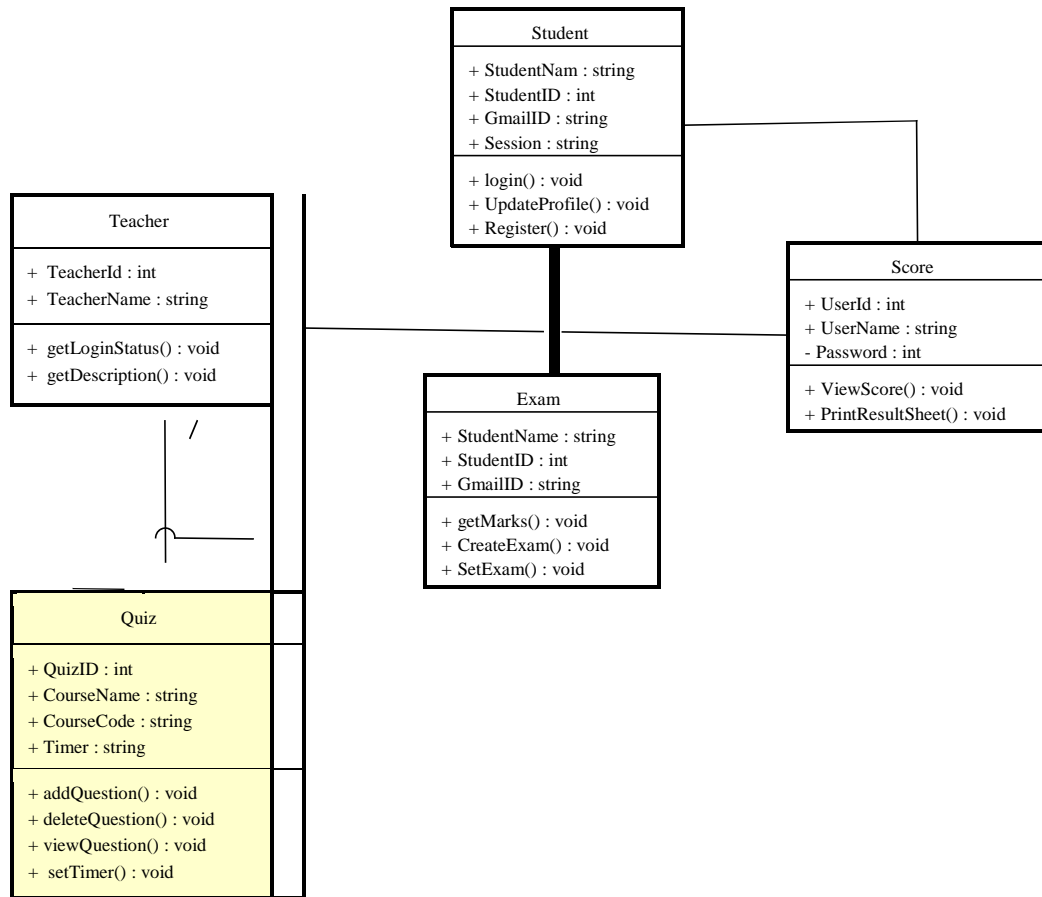 Student
+ StudentNam : string
+ StudentID : int
+ GmailID : string
+ Session : string
+ login() : void
+ UpdateProfile() : void
+ Register() : void
Teacher
+ TeacherId : int
+ TeacherName : string
+ getLoginStatus() : void
+ getDescription() : void
Score
+ UserId : int
+ UserName : string
- Password : int
+ ViewScore() : void
+ PrintResultSheet() : void
Exam
+ StudentName : string
+ StudentID : int
+ GmailID : string
+ getMarks() : void
+ CreateExam() : void
+ SetExam() : void
Quiz
+ QuizID : int
+ CourseName : string
+ CourseCode : string
+ Timer : string
+ addQuestion() : void
+ deleteQuestion() : void
+ viewQuestion() : void
+ setTimer() : void